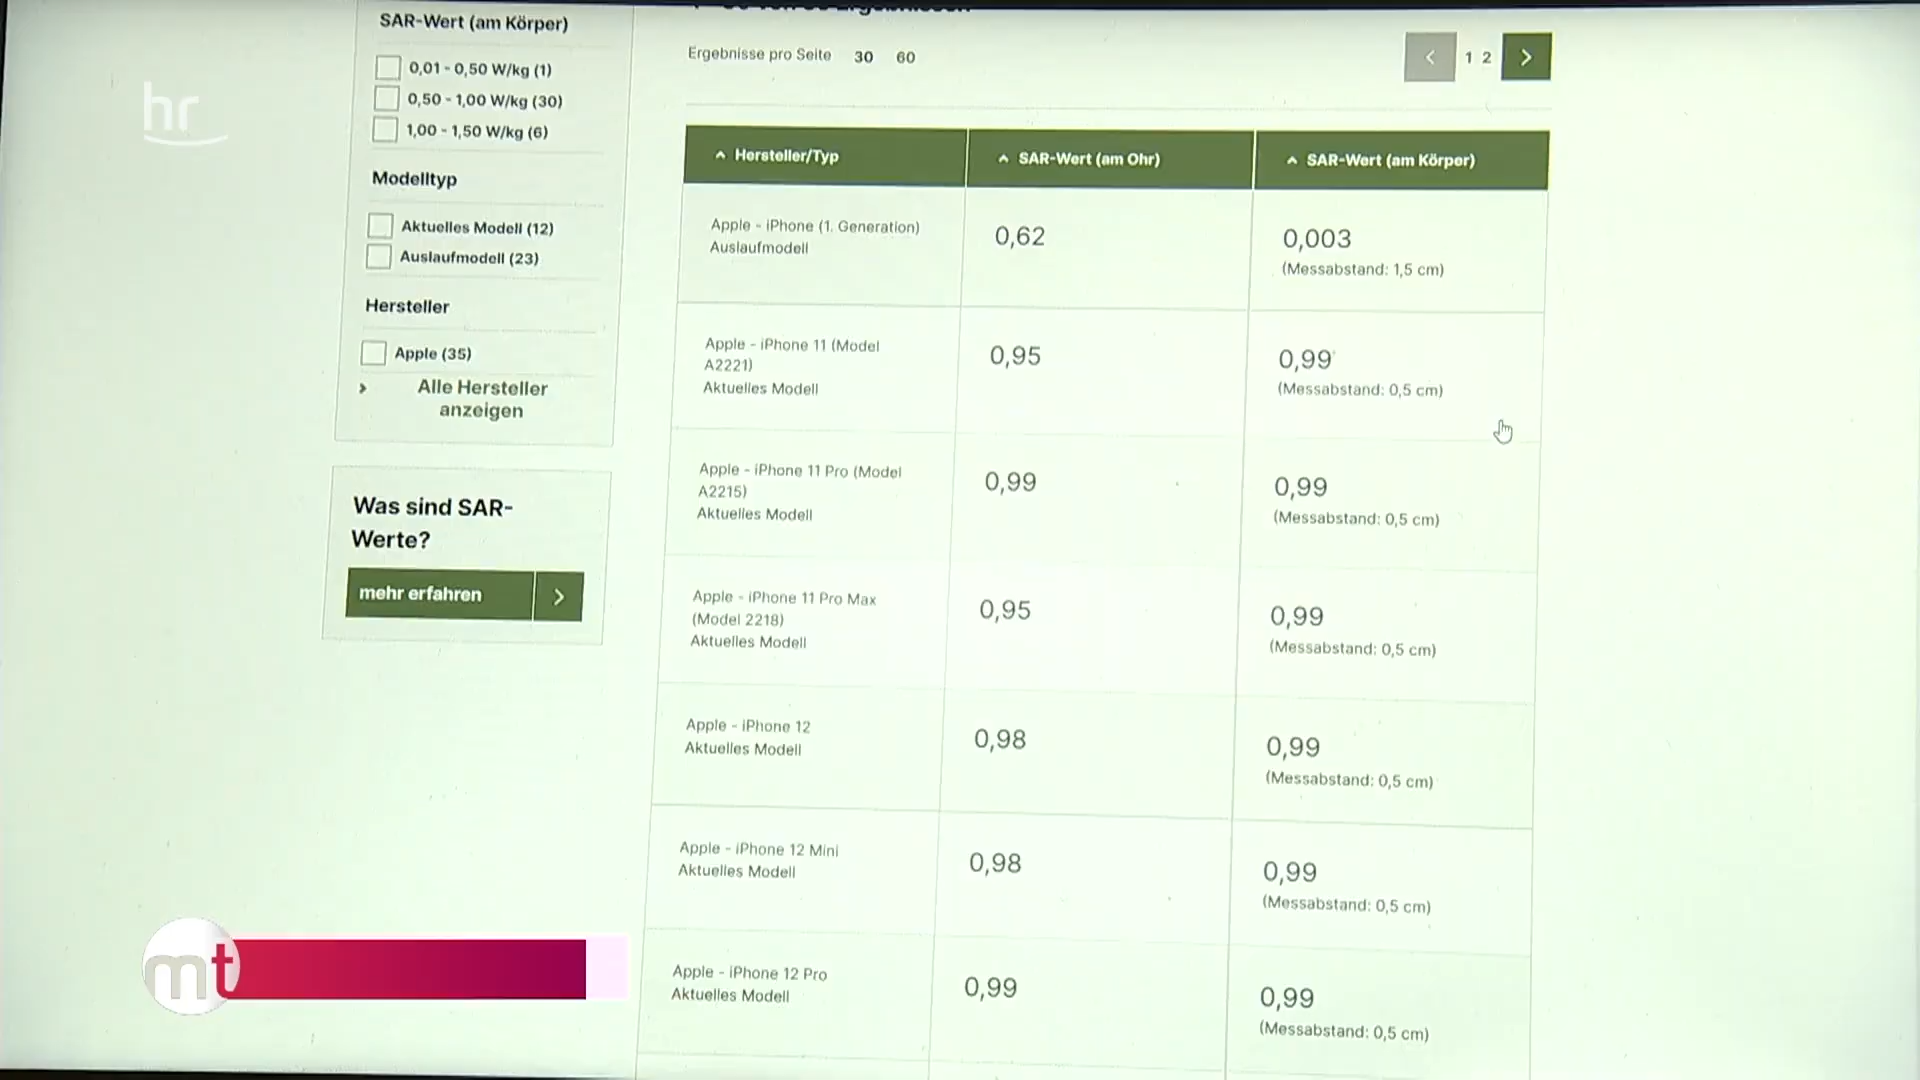 hr
SAR-Wert (am Körper)
0,01 - 0,50 W/kg (1)
0,50 - 1,00 W/kg (30)
1,00 - 1,50 W/kg (6)
Modelltyp
Aktuelles Modell (12)
Auslaufmodell (23)
Hersteller
Apple (35)
Alle Hersteller
anzeigen
Was sind SAR-
Werte?
mehr erfahren
Ergebnisse pro Seite 30 60
1 2
Hersteller/Typ SAR-Wert (am Ohr) SAR-Wert (am Körper)
Apple - iPhone (1. Generation) 0,62 0,003
Auslaufmodell (Messabstand: 1,5 cm)
Apple - iPhone 11 (Model 0,95 0,99
A2221)
Aktuelles Modell (Messabstand: 0,5 cm)
Apple - iPhone 11 Pro (Model 0,99 0,99
A2215)
Aktuelles Modell (Messabstand: 0,5 cm)
Apple - iPhone 11 Pro Max 0,95 0,99
(Model 2218)
Aktuelles Modell (Messabstand: 0,5 cm)
Apple - iPhone 12 0,98 0,99
Aktuelles Modell (Messabstand: 0,5 cm)
Apple - iPhone 12 Mini 0,98 0,99
Aktuelles Modell (Messabstand: 0,5 cm)
Apple - iPhone 12 Pro 0,99 0,99
Aktuelles Modell (Messabstand: 0,5 cm)
mt